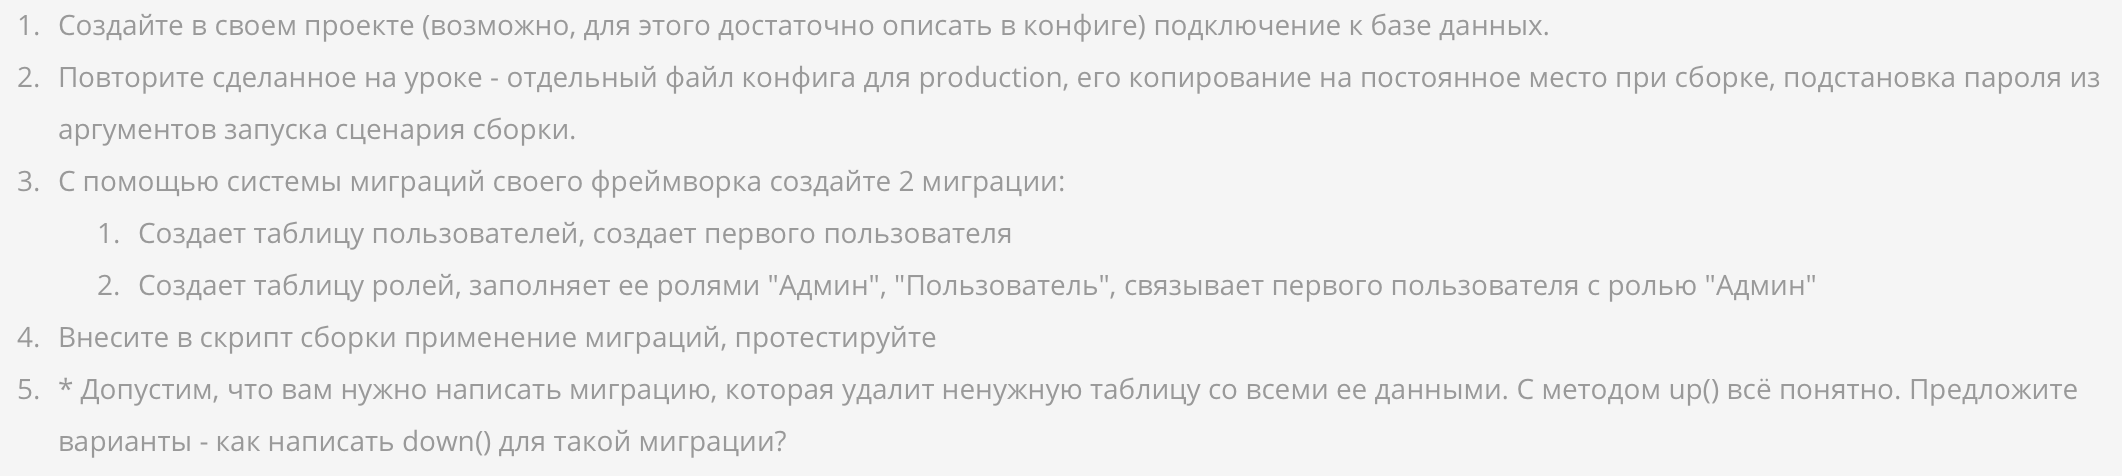 1. Создайте в своем проекте (возможно, для этого достаточно описать в конфиге) подключение к базе данных.
2. Повторите сделанное на уроке - отдельный файл конфига для production, его копирование на постоянное место при сборке, подстановка пароля из
аргументов запуска сценария сборки.
3. С помощью системы миграций своего фреймворка создайте 2 миграции:
1. Создает таблицу пользователей, создает первого пользователя
2. Создает таблицу ролей, заполняет ее ролями "Админ", "Пользователь", связывает первого пользователя с ролью "Админ"
4. Внесите в скрипт сборки применение миграций, протестируйте
5. * Допустим, что вам нужно написать миграцию, которая удалит ненужную таблицу со всеми ее данными. С методом up() всё понятно. Предложите
варианты - как написать down() для такой миграции?